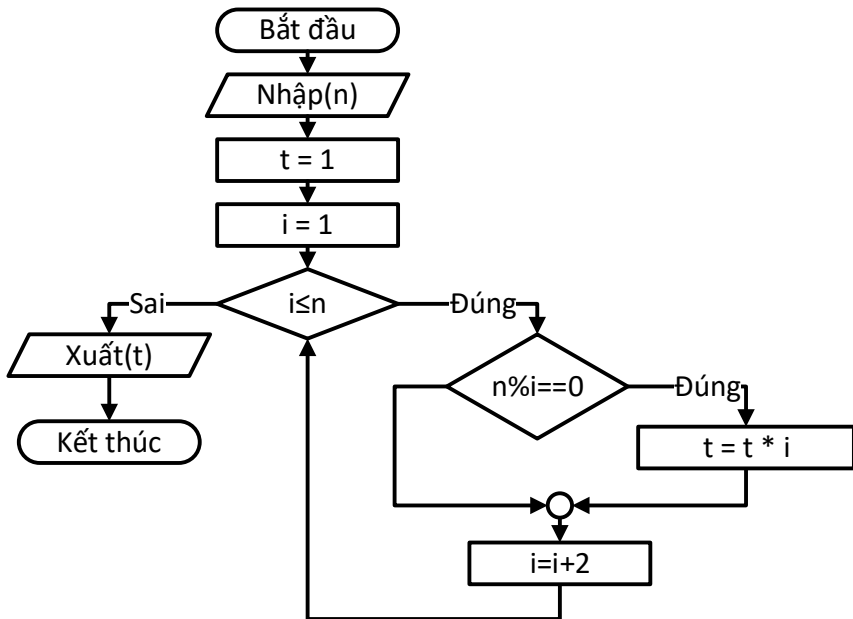 Bắt đầu
Nhập(n)
t = 1
i = 1
i≤n
Sai
Đúng
Xuất(t)
n%i==0
Đúng
Kết thúc
t = t * i
i=i+2